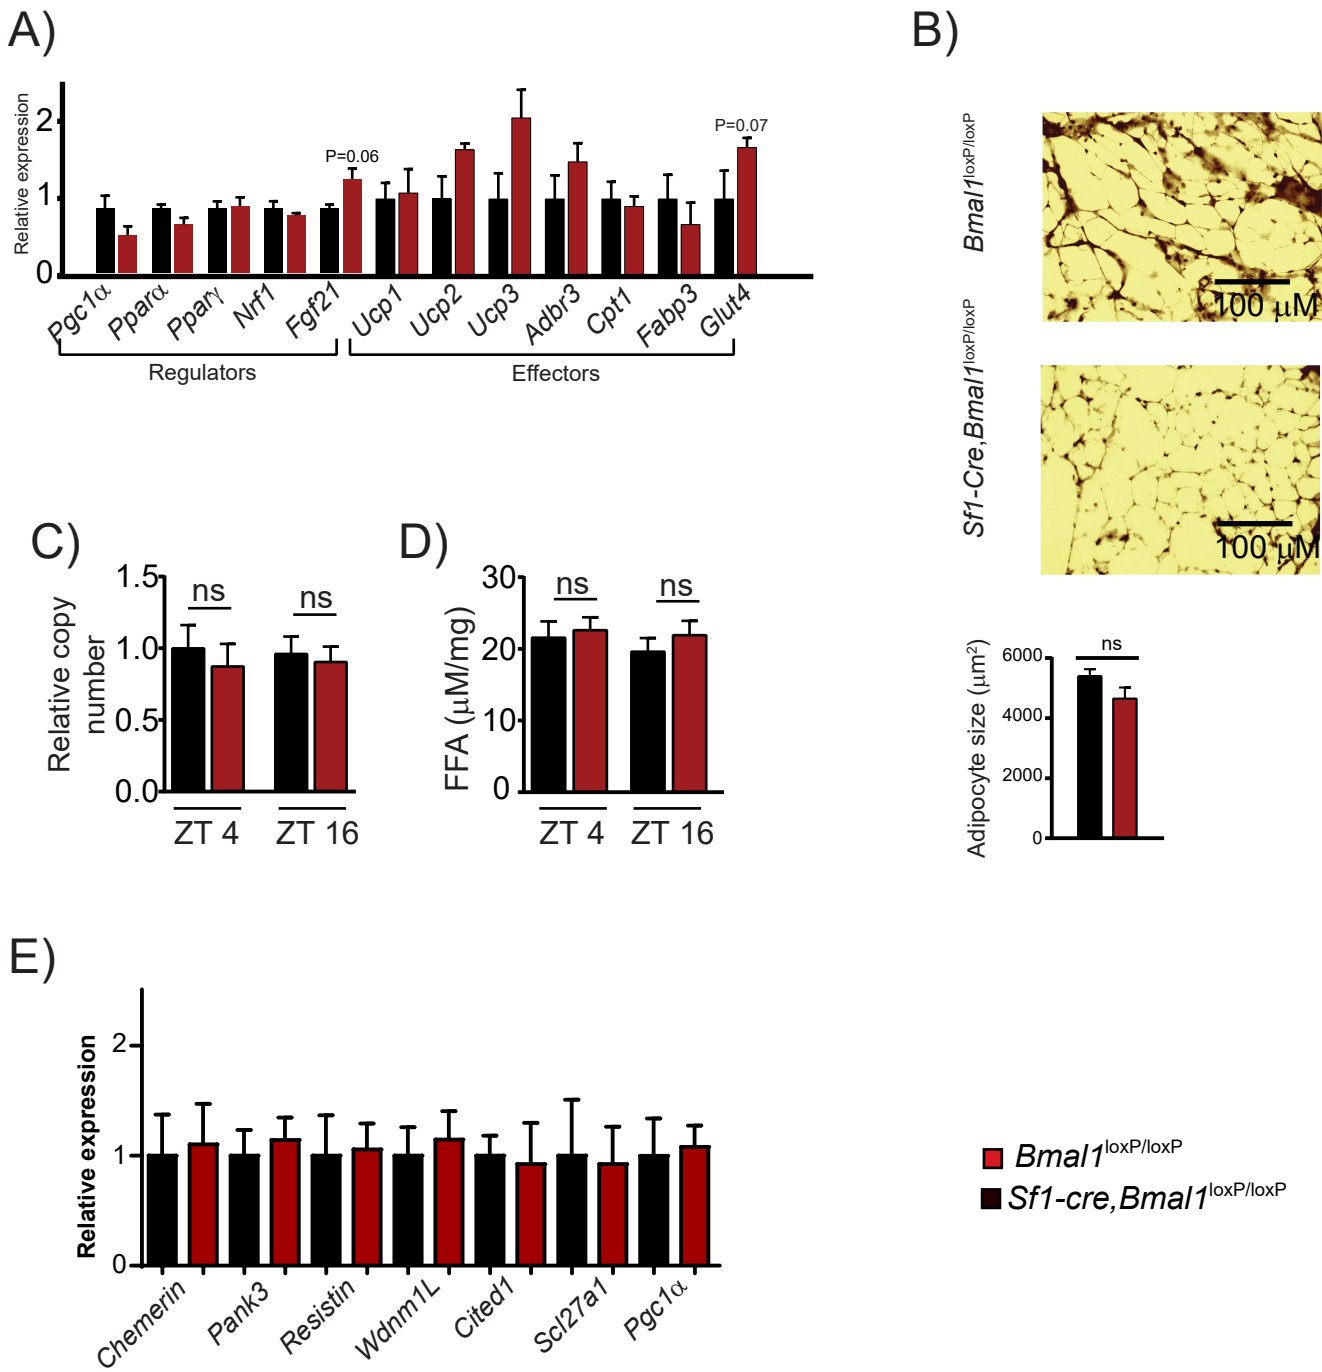 A)
Relative expression
2
1
0
P=0.06
P=0.07
Pgc1α
Pparα
Pparγ
Nrf1
Fgf21
Ucp1
Ucp2
Ucp3
Adbr3
Cpt1
Fabp3
Glut4
Regulators
Effectors
B)
Bmal1loxP/loxP
100 μM
Sf1-Cre,Bmal1loxP/loxP
100 μM
Adipocyte size (μm²)
6000
4000
2000
0
ns
C)
Relative copy
number
1.5
1.0
0.5
0.0
ns
ns
ZT 4
ZT 16
D)
FFA (μM/mg)
30
20
10
0
ns
ns
ZT 4
ZT 16
E)
Relative expression
2
1
0
Chemerin
Pank3
Resistin
Wdnm1L
Cited1
Scl27a1
Pgc1α
Bmal1loxP/loxP
Sf1-cre,Bmal1loxP/loxP